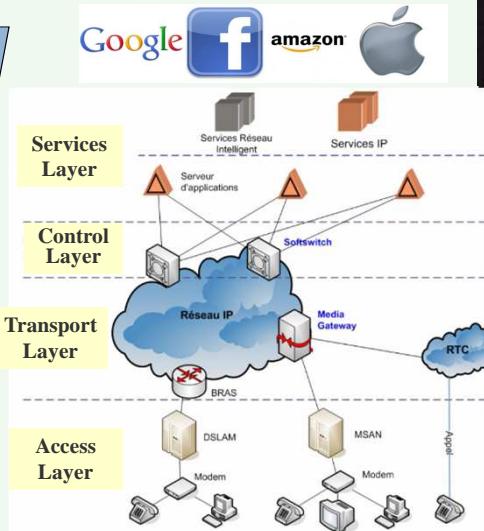 Google f amazon
Services Réseau
Intelligent
Services IP
Services
Layer
Serveur
d'applications
Control
Layer
Softswitch
Transport
Layer
Réseau IP
Media
Gateway
RTC
BRAS
Access
Layer
DSLAM
MSAN
Appel
Modem
Modem